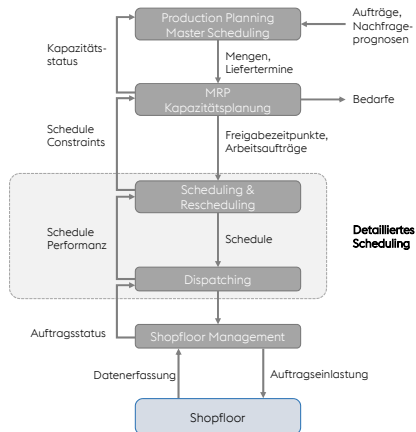 Production Planning
Master Scheduling
Aufträge,
Nachfrage-
prognosen
Kapazitäts-
status
Mengen,
Liefertermine
MRP
Kapazitätsplanung
Bedarfe
Schedule
Constraints
Freigabezeitpunkte,
Arbeitsaufträge
Scheduling &
Rescheduling
Schedule
Performanz
Schedule
Detailliertes
Scheduling
Dispatching
Auftragsstatus
Shopfloor Management
Datenerfassung
Auftragseinlastung
Shopfloor